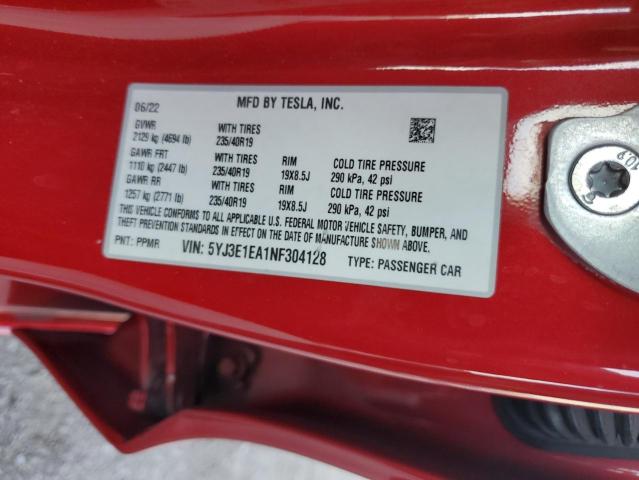 06/22 MFD BY TESLA, INC.
GVWR WITH TIRES
2129 kg (4694 lb) 235/40R19
GAWR FRT WITH TIRES RIM COLD TIRE PRESSURE
1110 kg (2447 lb) 235/40R19 19X8.5J 290 kPa, 42 psi
GAWR RR WITH TIRES RIM COLD TIRE PRESSURE
1257 kg (2771 lb) 235/40R19 19X8.5J 290 kPa, 42 psi
THIS VEHICLE CONFORMS TO ALL APPLICABLE U.S. FEDERAL MOTOR VEHICLE SAFETY, BUMPER, AND
THEFT PREVENTION STANDARDS IN EFFECT ON THE DATE OF MANUFACTURE SHOWN ABOVE.
PNT: PPMR VIN: 5YJ3E1EA1NF304128 TYPE: PASSENGER CAR